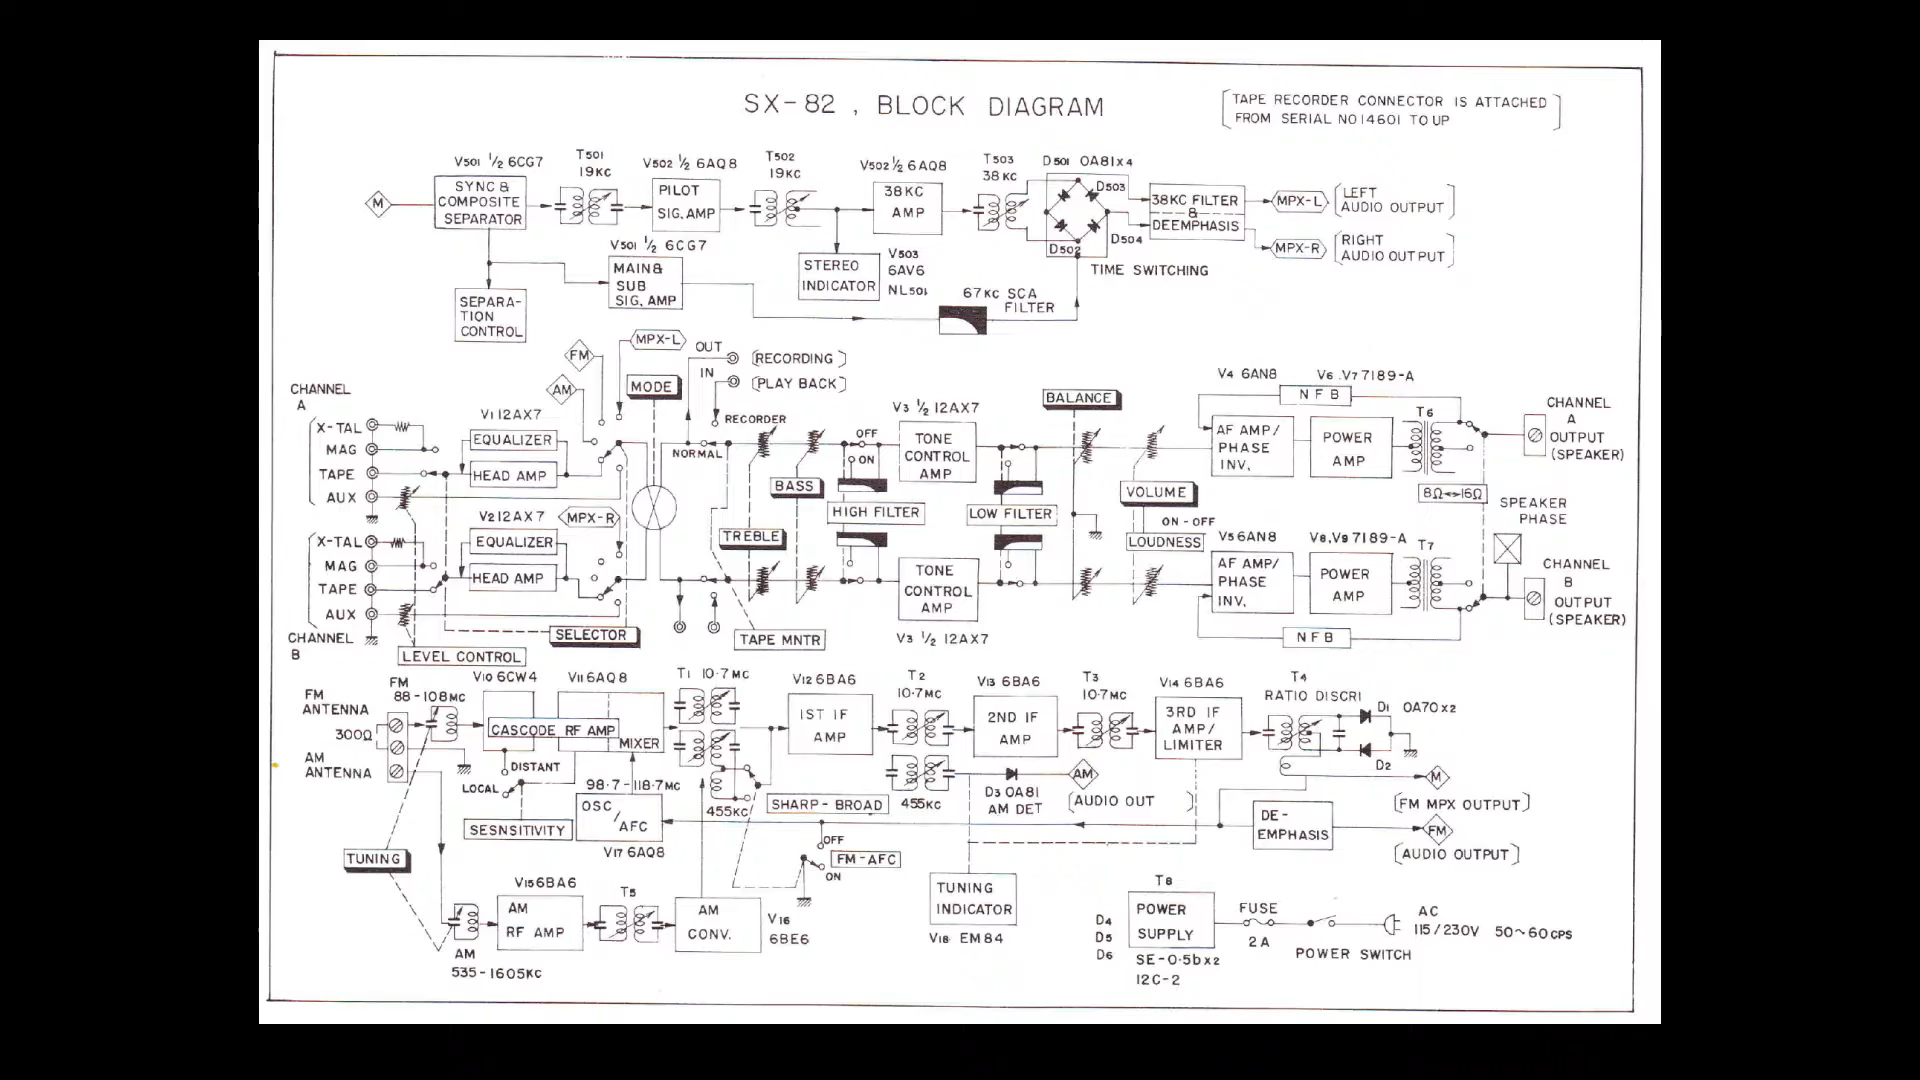 SX-82 , BLOCK DIAGRAM
[TAPE RECORDER CONNECTOR IS ATTACHED
FROM SERIAL NO14601 TO UP]
V501 ½ 6CG7
T501
19KC
V502 ½ 6AQ8
T502
19KC
V502 ½ 6AQ8
T503
38KC
D501 OA81x4
M
SYNC &
COMPOSITE
SEPARATOR
PILOT
SIG. AMP
38KC
AMP
D503
D504
D502
38KC FILTER
&
DEEMPHASIS
MPX-L
[LEFT
AUDIO OUTPUT]
MPX-R
[RIGHT
AUDIO OUTPUT]
TIME SWITCHING
V501 ½ 6CG7
MAIN&
SUB
SIG, AMP
STEREO
INDICATOR
V503
6AV6
NL501
67KC SCA
FILTER
SEPARA-
TION
CONTROL
FM
AM
MPX-L
MODE
OUT
[RECORDING]
IN
[PLAY BACK]
RECORDER
NORMAL
CHANNEL
A
X-TAL
MAG
TAPE
AUX
V1 12AX7
EQUALIZER
HEAD AMP
V2 12AX7
MPX-R
EQUALIZER
HEAD AMP
X-TAL
MAG
TAPE
AUX
CHANNEL
B
LEVEL CONTROL
SELECTOR
TAPE MNTR
TREBLE
BASS
OFF
ON
HIGH FILTER
V3 ½ 12AX7
TONE
CONTROL
AMP
TONE
CONTROL
AMP
V3 ½ 12AX7
LOW FILTER
BALANCE
VOLUME
ON-OFF
LOUDNESS
V4 6AN8
V6 .V7 7189-A
NFB
AF AMP/
PHASE
INV.
POWER
AMP
T6
CHANNEL
A
OUTPUT
(SPEAKER)
8Ω↔16Ω
SPEAKER
PHASE
V5 6AN8
V8,V9 7189-A
T7
AF AMP/
PHASE
INV,
POWER
AMP
NFB
CHANNEL
B
OUTPUT
(SPEAKER)
FM
ANTENNA
300Ω
AM
ANTENNA
FM
88-108MC
V10 6CW4
V11 6AQ8
CASCODE RF AMP
MIXER
DISTANT
LOCAL
SESNSITIVITY
98.7-118.7MC
OSC
/AFC
V17 6AQ8
T1 10.7MC
455KC
SHARP-BROAD
V12 6BA6
1ST IF
AMP
T2
10.7MC
455KC
V13 6BA6
2ND IF
AMP
T3
10.7MC
V14 6BA6
3RD IF
AMP/
LIMITER
T4
RATIO DISCRI
D1 OA70x2
D2
D3 OA81
AM DET
AM
[AUDIO OUT]
M
[FM MPX OUTPUT]
DE-
EMPHASIS
FM
[AUDIO OUTPUT]
OFF
ON
FM-AFC
TUNING
V15 6BA6
AM
RF AMP
T5
AM
CONV.
V16
6BE6
AM
535-1605KC
TUNING
INDICATOR
V18 EM84
T8
POWER
SUPPLY
D4
D5
D6
SE-0.5bx2
12C-2
FUSE
2A
POWER SWITCH
AC
115/230V 50~60CPS